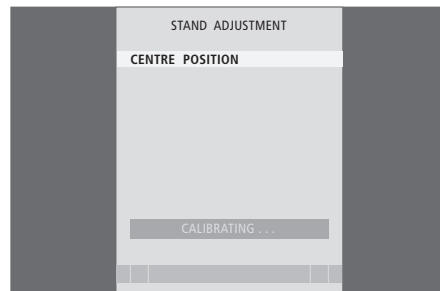 STAND ADJUSTMENT
CENTRE POSITION
CALIBRATING . . .